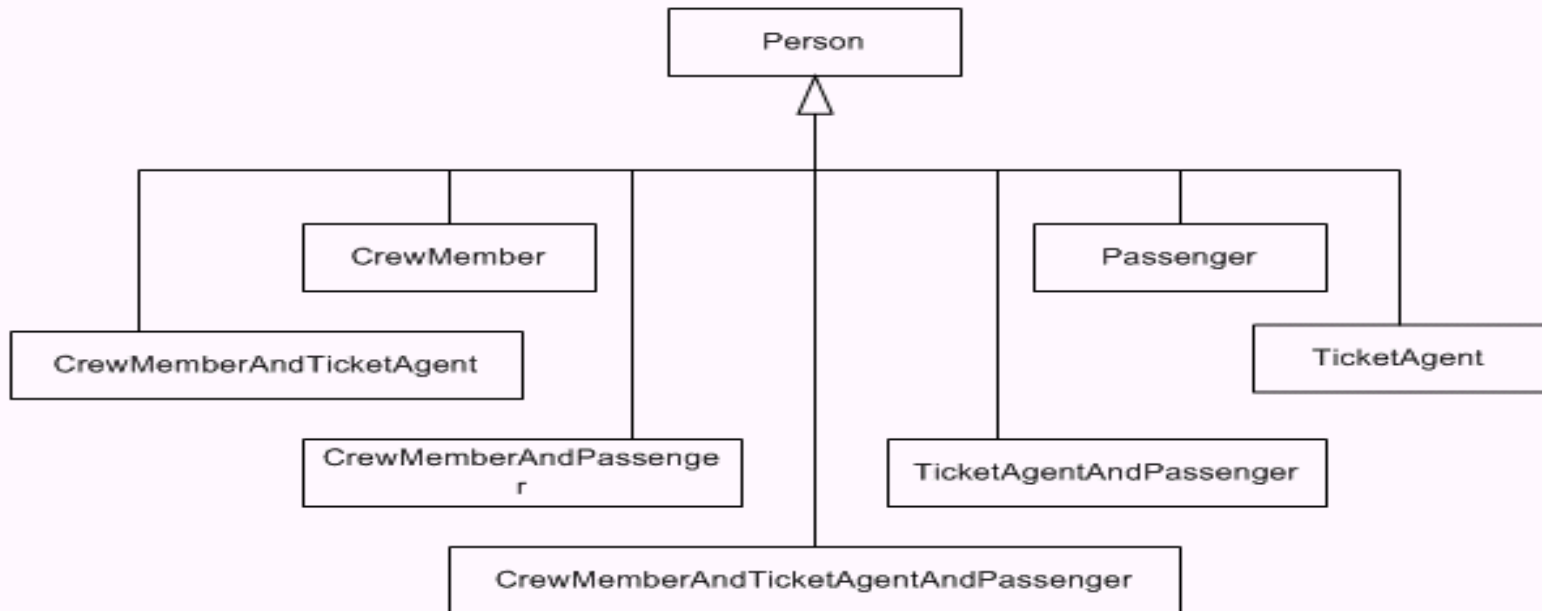 Person
CrewMember
Passenger
CrewMemberAndTicketAgent
TicketAgent
CrewMemberAndPassenge
r
TicketAgentAndPassenger
CrewMemberAndTicketAgentAndPassenger